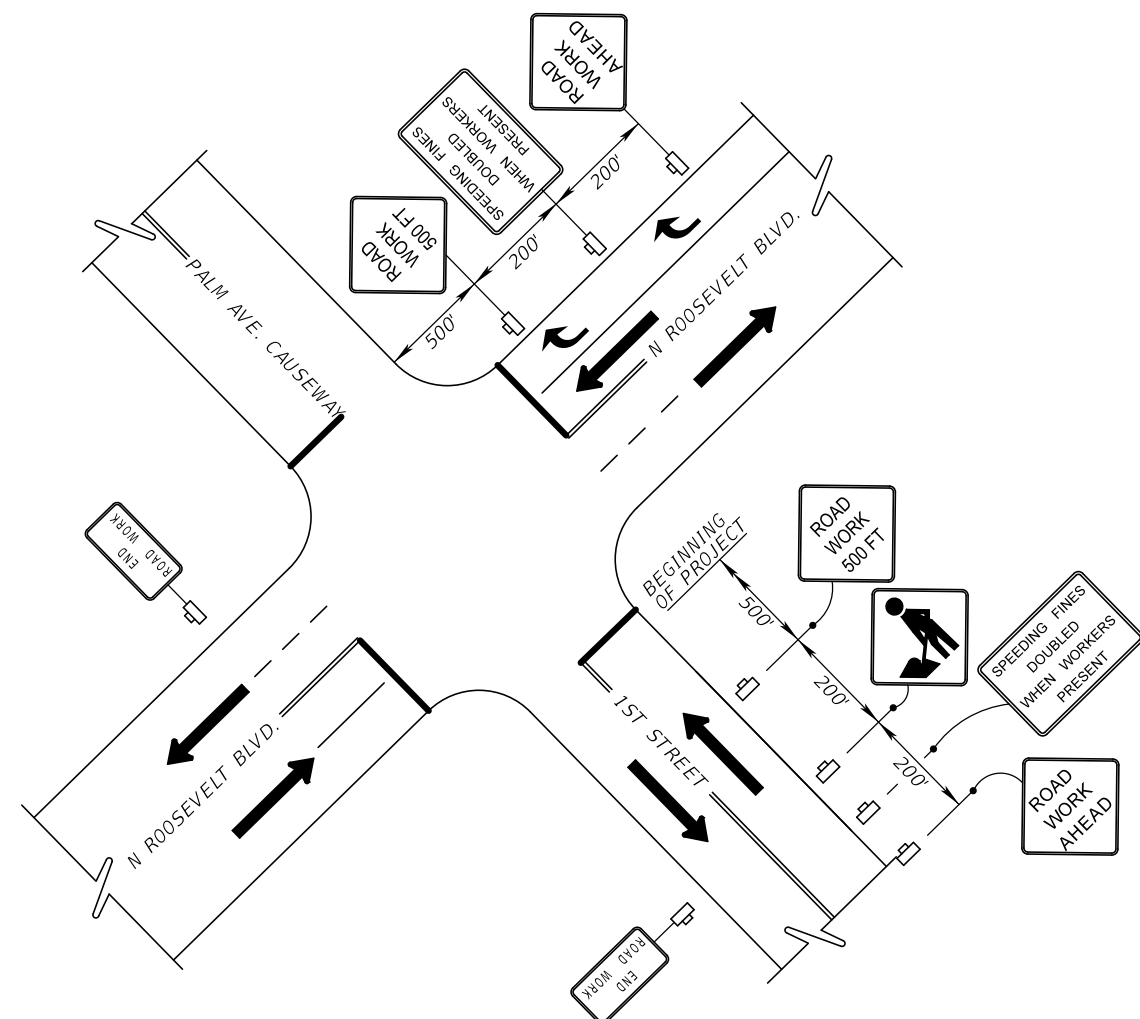 ROAD
WORK
AHEAD
SPEEDING FINES
DOUBLED
WHEN WORKERS
PRESENT
ROAD
WORK
500 FT
200'
200'
500'
PALM AVE. CAUSEWAY
N ROOSEVELT BLVD.
END
ROAD WORK
BEGINNING
OF PROJECT
ROAD
WORK
500 FT
500'
200'
200'
SPEEDING FINES
DOUBLED
WHEN WORKERS
PRESENT
ROAD
WORK
AHEAD
1ST STREET
N ROOSEVELT BLVD.
END
ROAD WORK